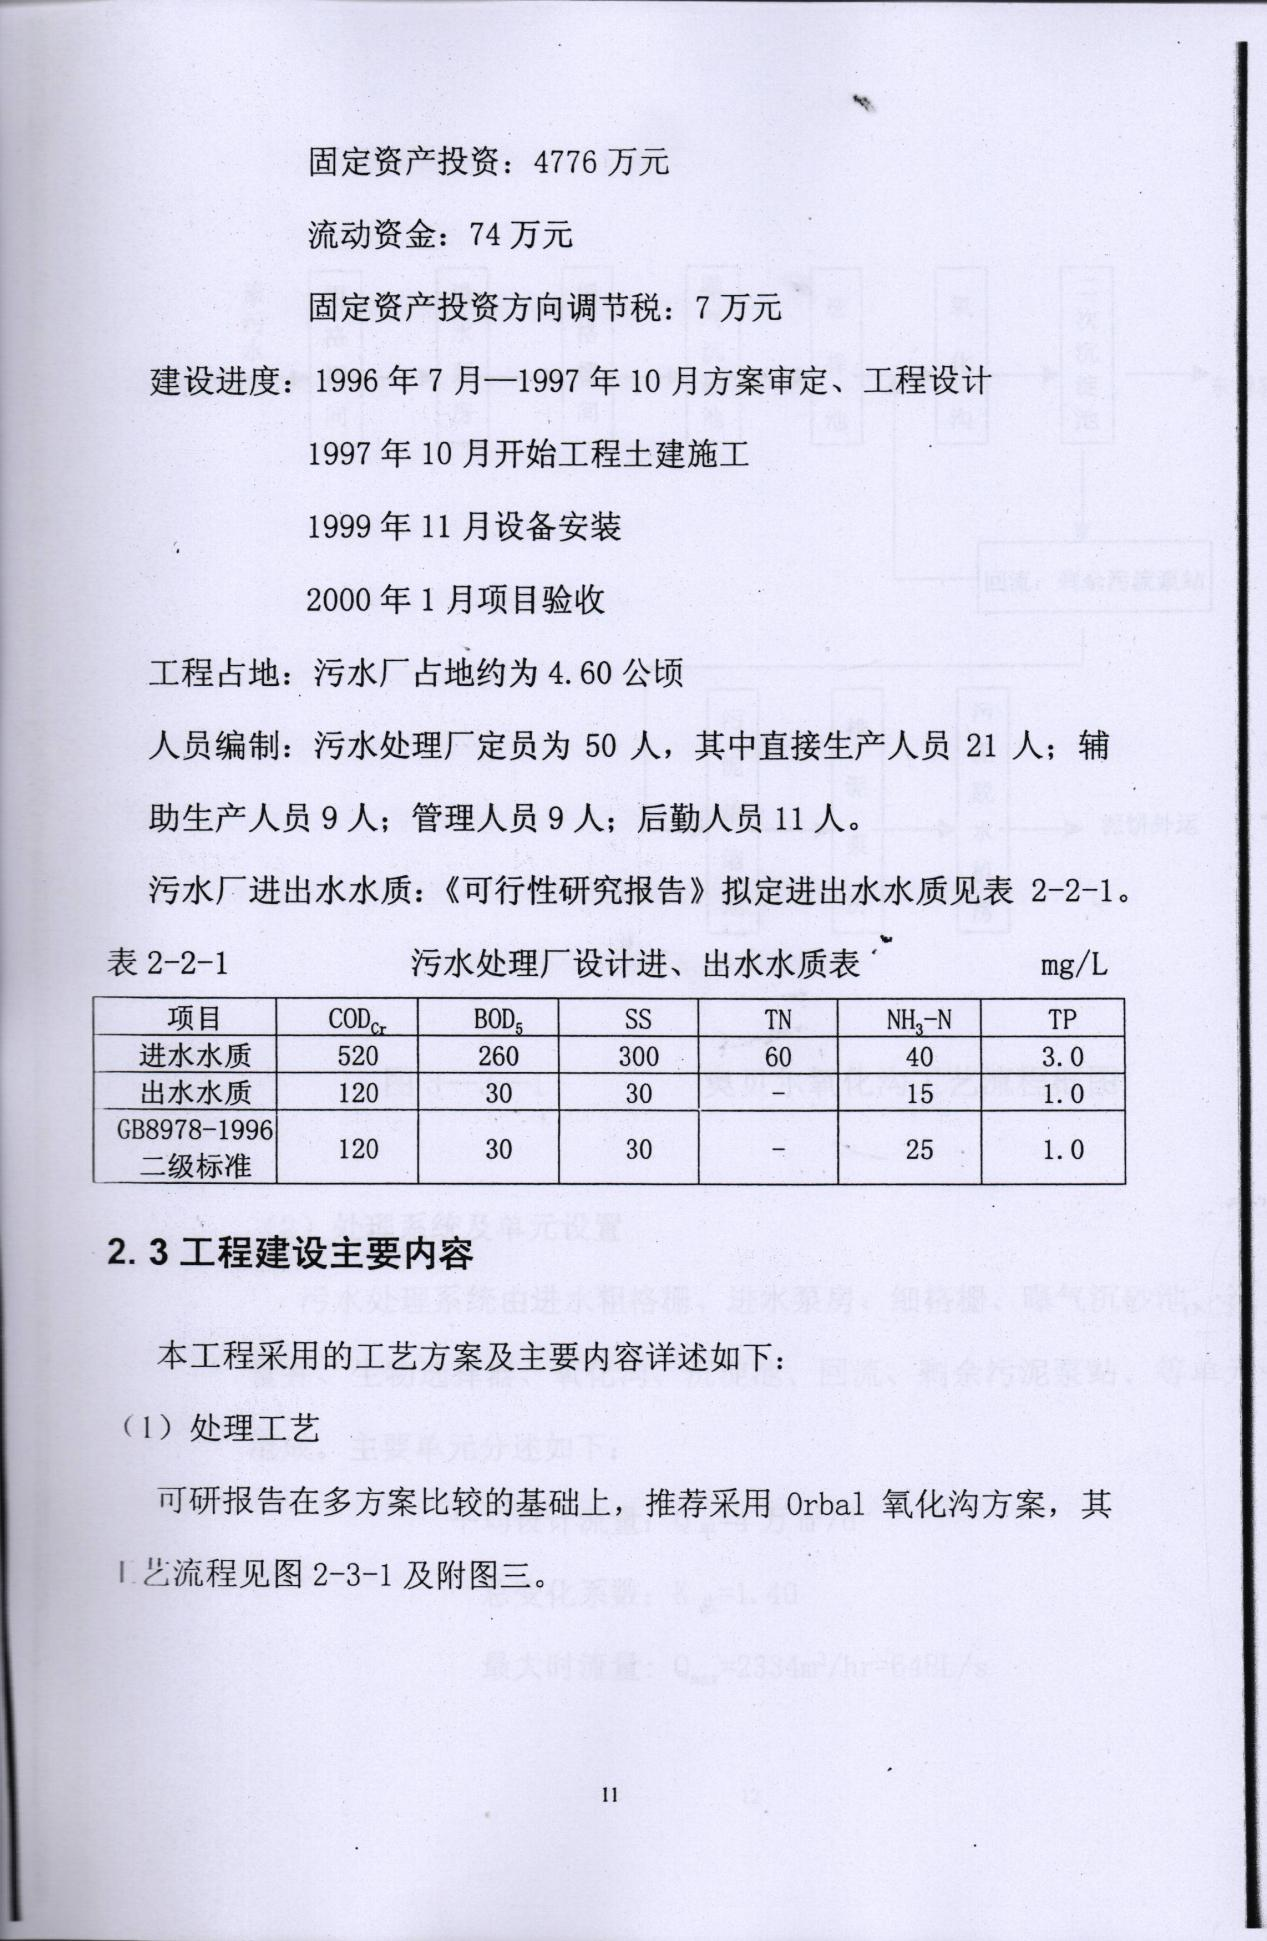 固定资产投资：4776万元
流动资金：74万元
固定资产投资方向调节税：7万元
建设进度：1996年7月—1997年10月方案审定、工程设计
1997年10月开始工程土建施工
1999年11月设备安装
2000年1月项目验收
工程占地：污水厂占地约为4.60公顷
人员编制：污水处理厂定员为50人，其中直接生产人员21人；辅
助生产人员9人；管理人员9人；后勤人员11人。
污水厂进出水水质：《可行性研究报告》拟定进出水水质见表 2-2-1。
表2-2-1 污水处理厂设计进、出水水质表 mg/L
项目 CODCr BOD5 SS TN NH3-N TP
进水水质 520 260 300 60 40 3.0
出水水质 120 30 30 - 15 1.0
GB8978-1996
二级标准 120 30 30 - 25 1.0
2.3工程建设主要内容
本工程采用的工艺方案及主要内容详述如下：
（1）处理工艺
可研报告在多方案比较的基础上，推荐采用 Orbal 氧化沟方案，其
工艺流程见图2-3-1及附图三。
11